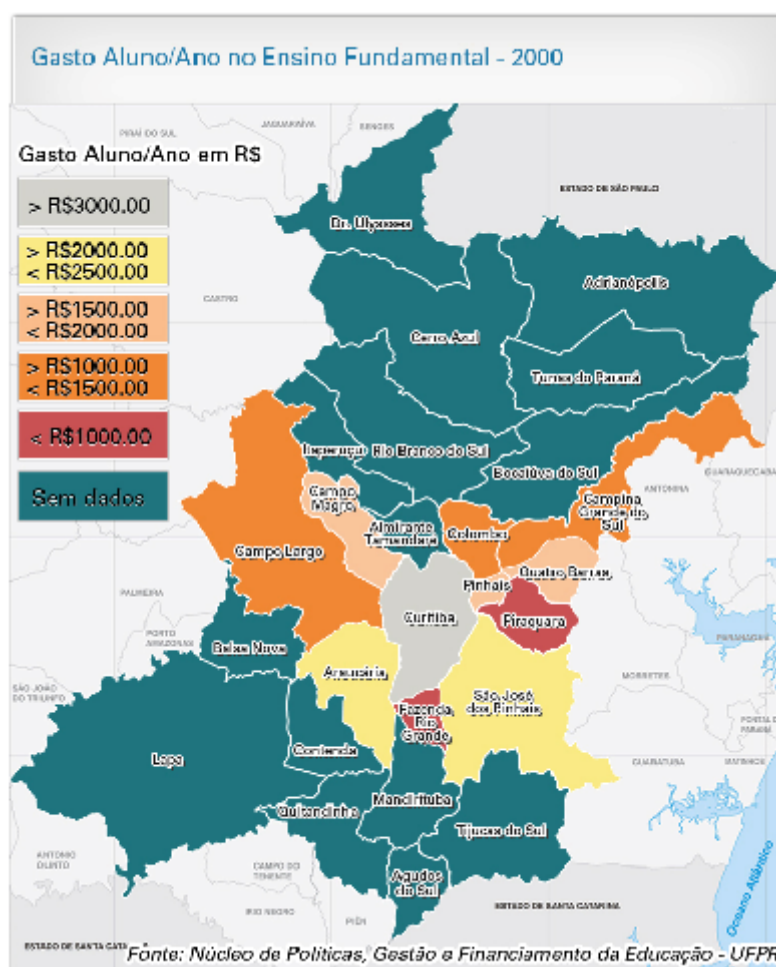 Gasto Aluno/Ano no Ensino Fundamental - 2000
PIRAÍ DO SUL
JAGUARIAÍVA
SENGES
Gasto Aluno/Ano em R$
ESTADO DE SÃO PAULO
> R$3000.00
Dr. Ulysses
> R$2000.00
< R$2500.00
Adrianópolis
CASTRO
> R$1500.00
< R$2000.00
Cerro Azul
> R$1000.00
< R$1500.00
Tunas do Paraná
< R$1000.00
Itaperuçu
Rio Branco do Sul
Bocaiúva do Sul
GUARAQUEÇABA
Sem dados
Campo
Magro
ANTONINA
Campina
Grande do
Sul
Almirante
Tamandaré
Colombo
Campo Largo
Quatro Barras
Pinhais
PALMEIRA
Curitiba
Piraquara
PORTO
AMAZONAS
Balsa Nova
PARANAGUÁ
Araucária
MORRETES
SÃO JOÃO
DO TRIUNFO
São José
dos Pinhais
Fazenda
Rio
Grande
PONTAL DO
PARANÁ
Contenda
Lapa
GUARATUBA
MATINHOS
Mandirituba
Quitandinha
Tijucas do Sul
ANTONIO
OLINTO
CAMPO DO
TENENTE
Agudos
do Sul
RIO NEGRO
PIÊN
ESTADO DE SANTA CATARINA
Oceano Atlântico
ESTADO DE SANTA CATA
Fonte: Núcleo de Políticas, Gestão e Financiamento da Educação - UFPR